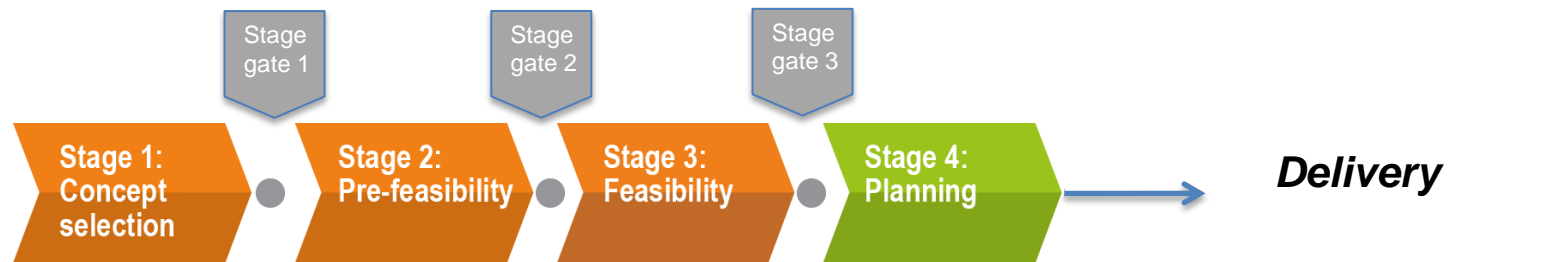 Stage
gate 1
Stage
gate 2
Stage
gate 3
Stage 1:
Concept
selection
Stage 2:
Pre-feasibility
Stage 3:
Feasibility
Stage 4:
Planning
Delivery